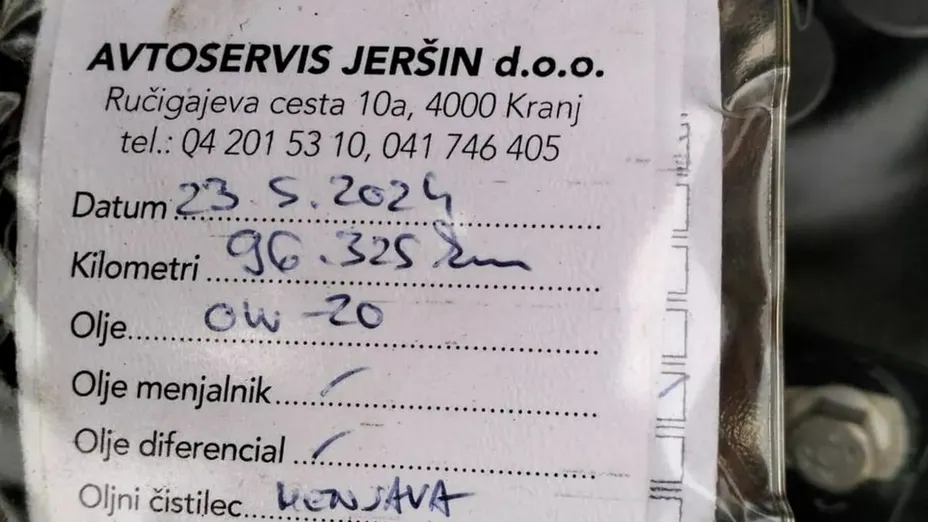 AVTOSERVIS JERŠIN d.o.o.
Ručigajeva cesta 10a, 4000 Kranj
tel.: 04 201 53 10, 041 746 405
Datum 23.5.2024
Kilometri 96.325 km
Olje 0W-20
Olje menjalnik /
Olje diferencial /
Oljni čistilec MENJAVA